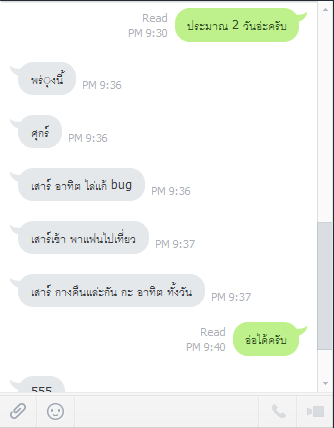 Read
PM 9:30
ประมาณ 2 วันอ่ะครับ
พรุ่งนี้
PM 9:36
ศุกร์
PM 9:36
เสาร์ อาทิต ไล่แก้ bug
PM 9:36
เสาร์เช้า พาแฟนไปเที่ยว
PM 9:37
เสาร์ กางคืนแล่ะกัน กะ อาทิต ทั้งวัน
PM 9:37
Read
PM 9:40
อ่อได้ครับ
555